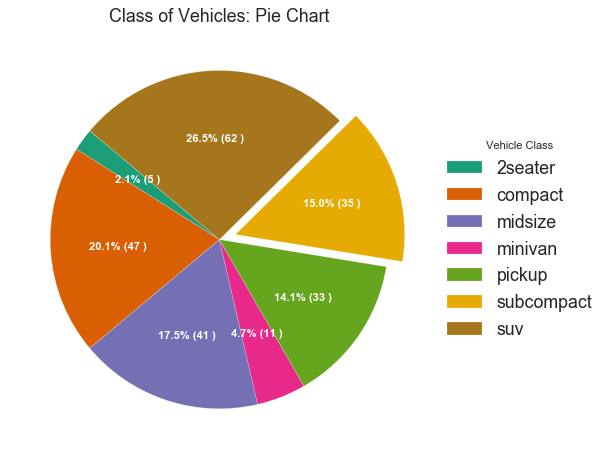 Class of Vehicles: Pie Chart
26.5% (62 )
2.1% (5 )
15.0% (35 )
20.1% (47 )
14.1% (33 )
17.5% (41 )
4.7% (11 )
Vehicle Class
2seater
compact
midsize
minivan
pickup
subcompact
suv